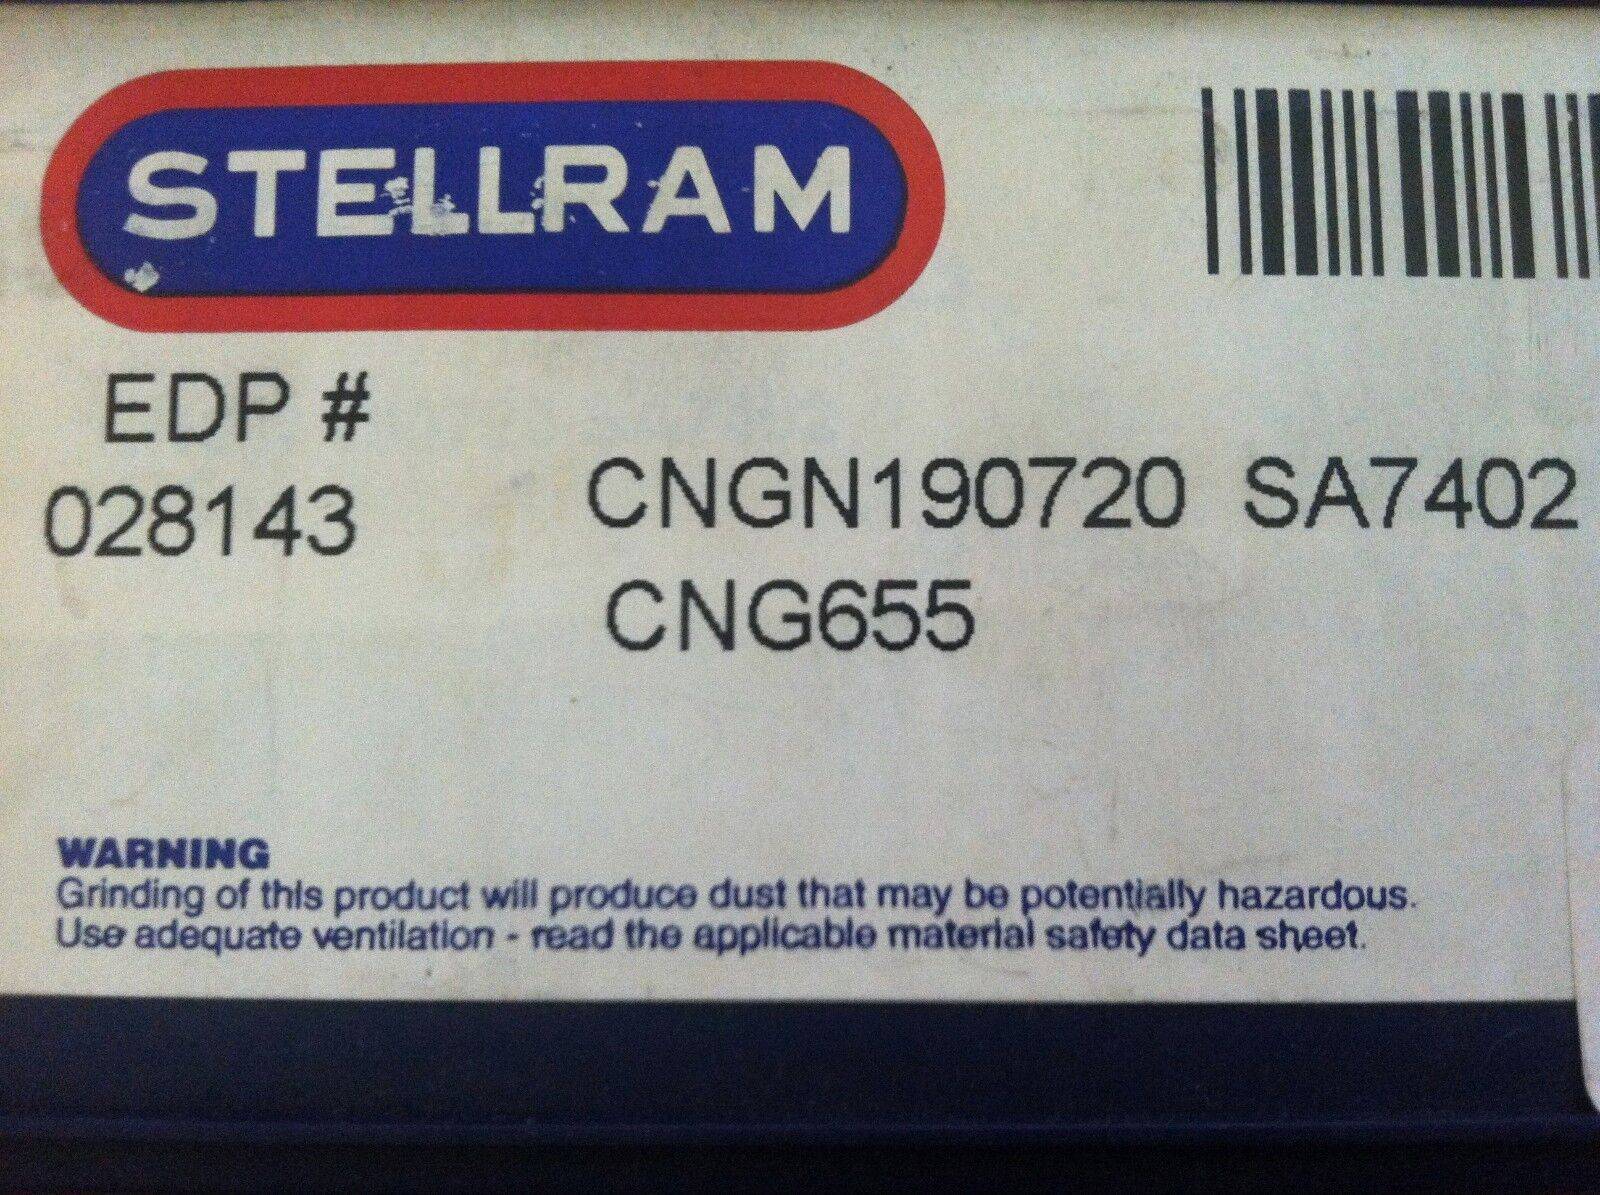 STELLRAM
EDP #
028143
CNGN190720 SA7402
CNG655
WARNING
Grinding of this product will produce dust that may be potentially hazardous.
Use adequate ventilation - read the applicable material safety data sheet.